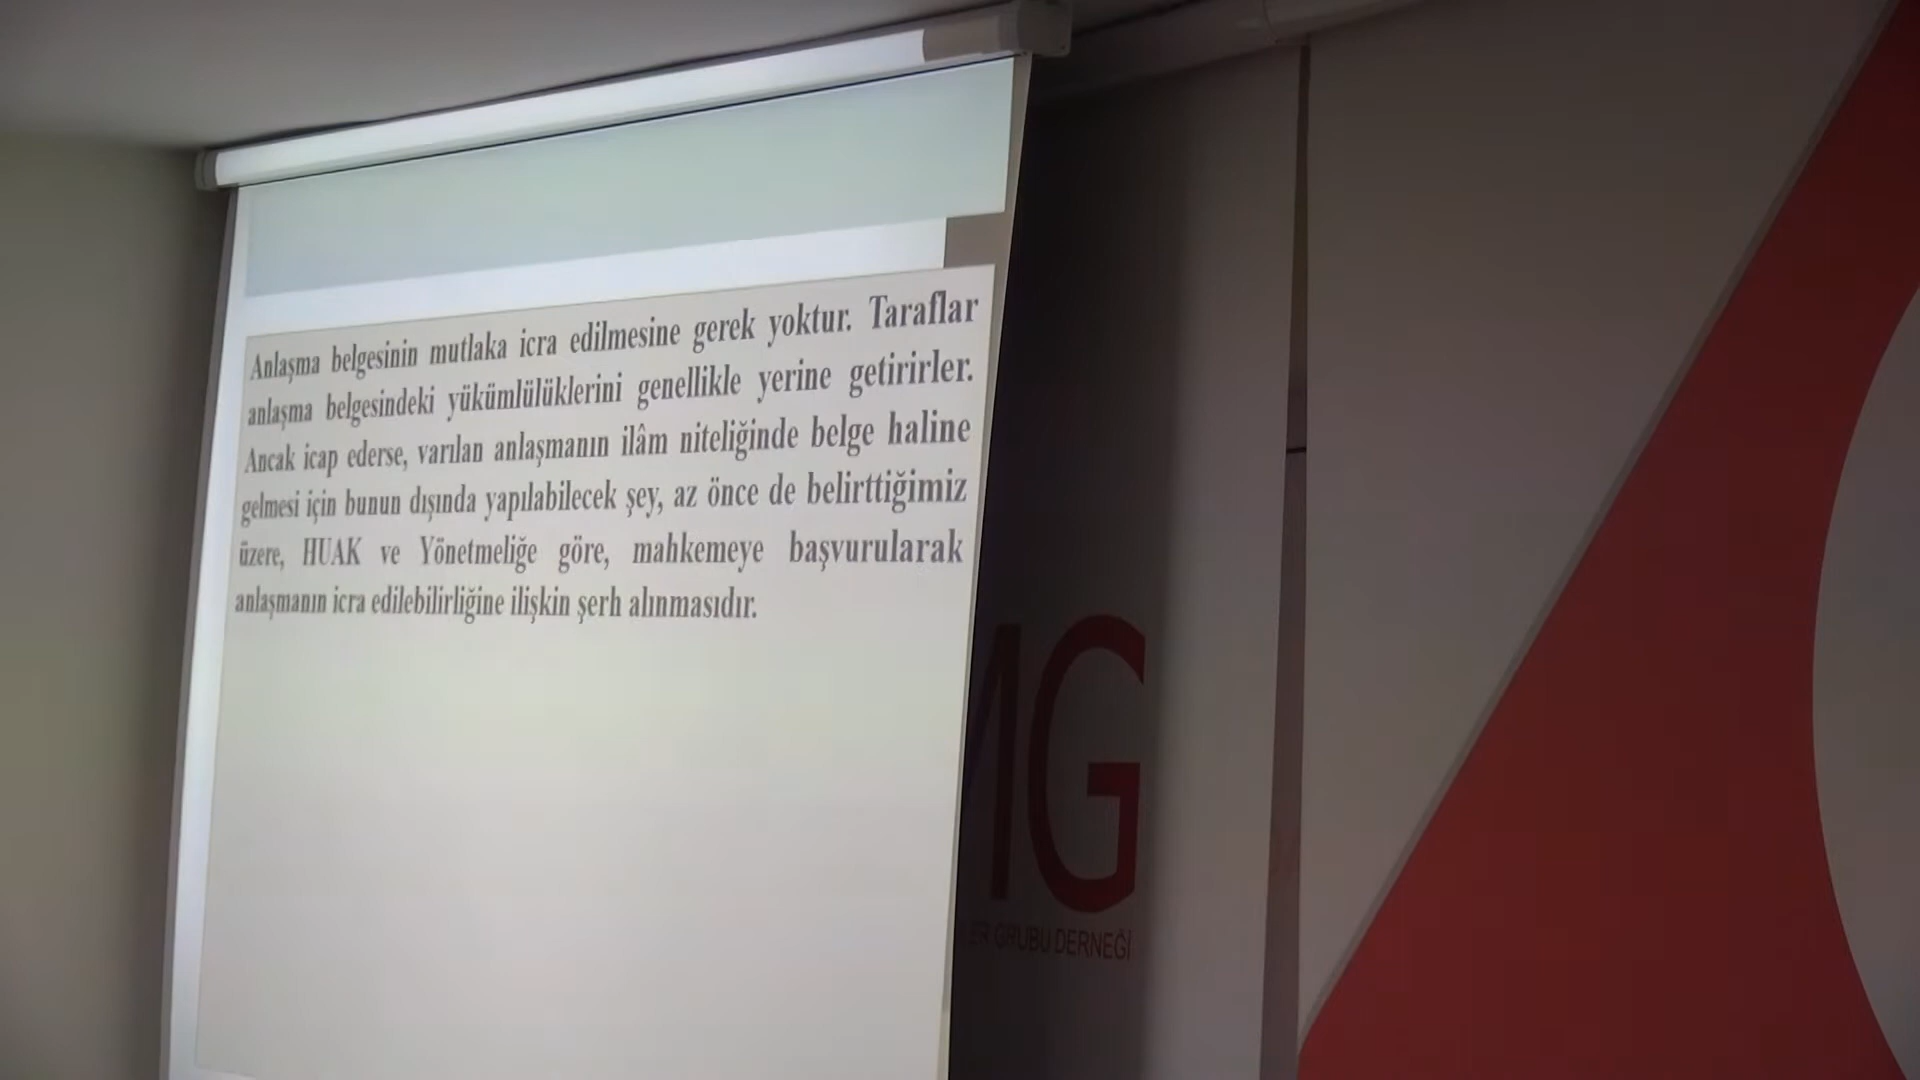 Anlaşma belgesinin mutlaka icra edilmesine gerek yoktur. Taraflar
anlaşma belgesindeki yükümlülüklerini genellikle yerine getirirler.
Ancak icap ederse, varılan anlaşmanın ilâm niteliğinde belge haline
gelmesi için bunun dışında yapılabilecek şey, az önce de belirttiğimiz
üzere, HUAK ve Yönetmeliğe göre, mahkemeye başvurularak
anlaşmanın icra edilebilirliğine ilişkin şerh alınmasıdır.
G
GRUBU DERNEĞİ